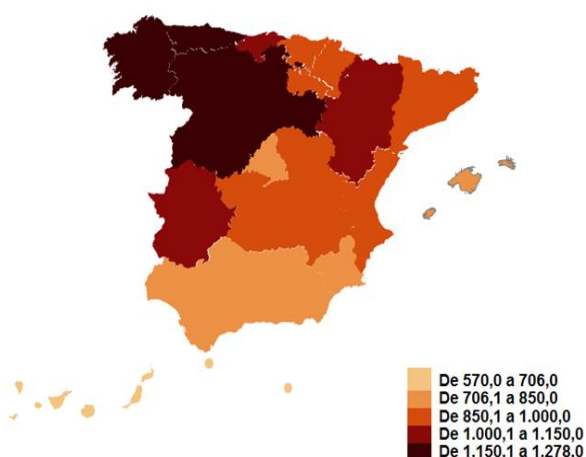 De 570,0 a 706,0
De 706,1 a 850,0
De 850,1 a 1.000,0
De 1.000,1 a 1.150,0
De 1.150,1 a 1.278,0